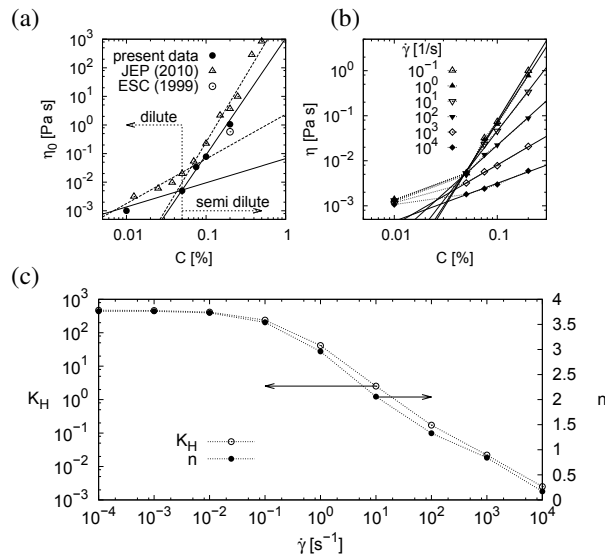 (a)
(b)
η₀ [Pa s]
10³
10²
10¹
10⁰
10⁻¹
10⁻²
10⁻³
present data
JEP (2010)
ESC (1999)
dilute
semi dilute
0.01
0.1
1
C [%]
η [Pa s]
10⁰
10⁻¹
10⁻²
10⁻³
γ̇ [1/s]
10⁻¹
10⁰
10¹
10²
10³
10⁴
0.01
0.1
C [%]
(c)
K_H
10³
10²
10¹
10⁰
10⁻¹
10⁻²
10⁻³
K_H
n
4
3.5
3
2.5
2
1.5
1
0.5
0
n
10⁻⁴ 10⁻³ 10⁻² 10⁻¹ 10⁰ 10¹ 10² 10³ 10⁴
γ̇ [s⁻¹]